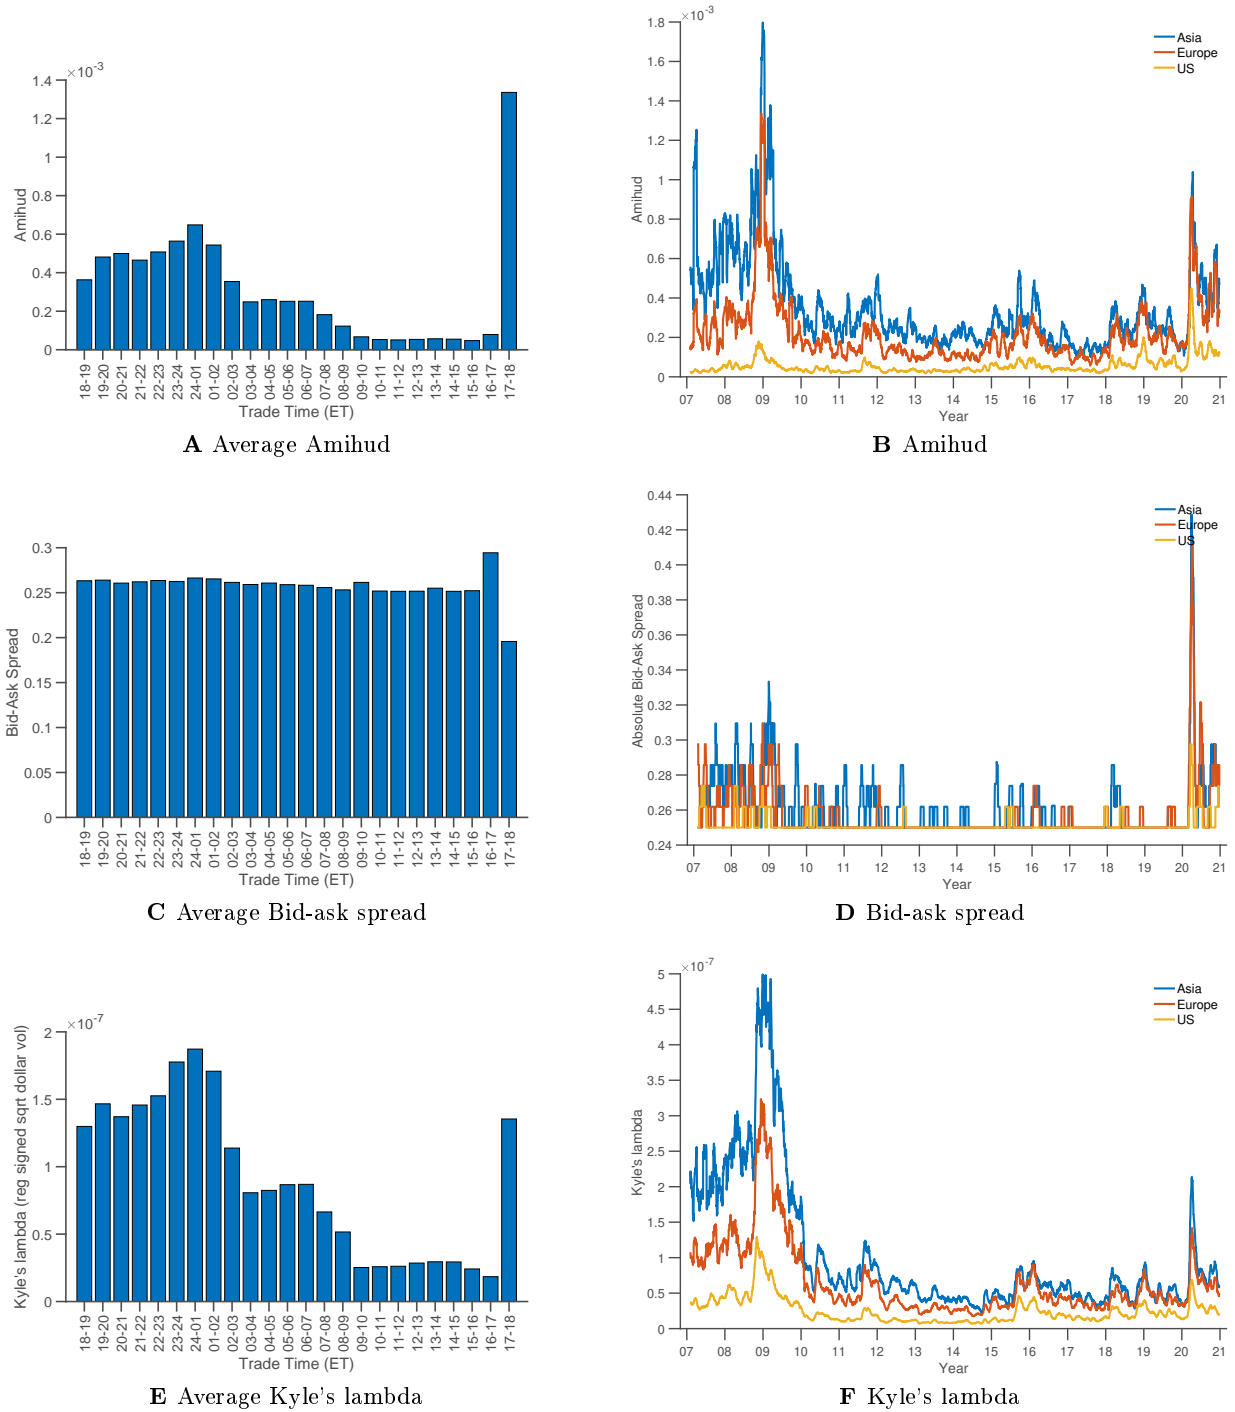 ×10-3
1.4
1.2
1
0.8
0.6
0.4
0.2
0
Amihud
18-19 19-20 20-21 21-22 22-23 23-24 24-01 01-02 02-03 03-04 04-05 05-06 06-07 07-08 08-09 09-10 10-11 11-12 12-13 13-14 14-15 15-16 16-17 17-18
Trade Time (ET)
A Average Amihud
×10-3
1.8
1.6
1.4
1.2
1
0.8
0.6
0.4
0.2
0
Amihud
Asia
Europe
US
07 08 09 10 11 12 13 14 15 16 17 18 19 20 21
Year
B Amihud
0.3
0.25
0.2
0.15
0.1
0.05
0
Bid-Ask Spread
18-19 19-20 20-21 21-22 22-23 23-24 24-01 01-02 02-03 03-04 04-05 05-06 06-07 07-08 08-09 09-10 10-11 11-12 12-13 13-14 14-15 15-16 16-17 17-18
Trade Time (ET)
C Average Bid-ask spread
0.44
0.42
0.4
0.38
0.36
0.34
0.32
0.3
0.28
0.26
0.24
Absolute Bid-Ask Spread
Asia
Europe
US
07 08 09 10 11 12 13 14 15 16 17 18 19 20 21
Year
D Bid-ask spread
×10-7
2
1.5
1
0.5
0
Kyle's lambda (reg signed sqrt dollar vol)
18-19 19-20 20-21 21-22 22-23 23-24 24-01 01-02 02-03 03-04 04-05 05-06 06-07 07-08 08-09 09-10 10-11 11-12 12-13 13-14 14-15 15-16 16-17 17-18
Trade Time (ET)
E Average Kyle's lambda
×10-7
5
4.5
4
3.5
3
2.5
2
1.5
1
0.5
0
Kyle's lambda
Asia
Europe
US
07 08 09 10 11 12 13 14 15 16 17 18 19 20 21
Year
F Kyle's lambda